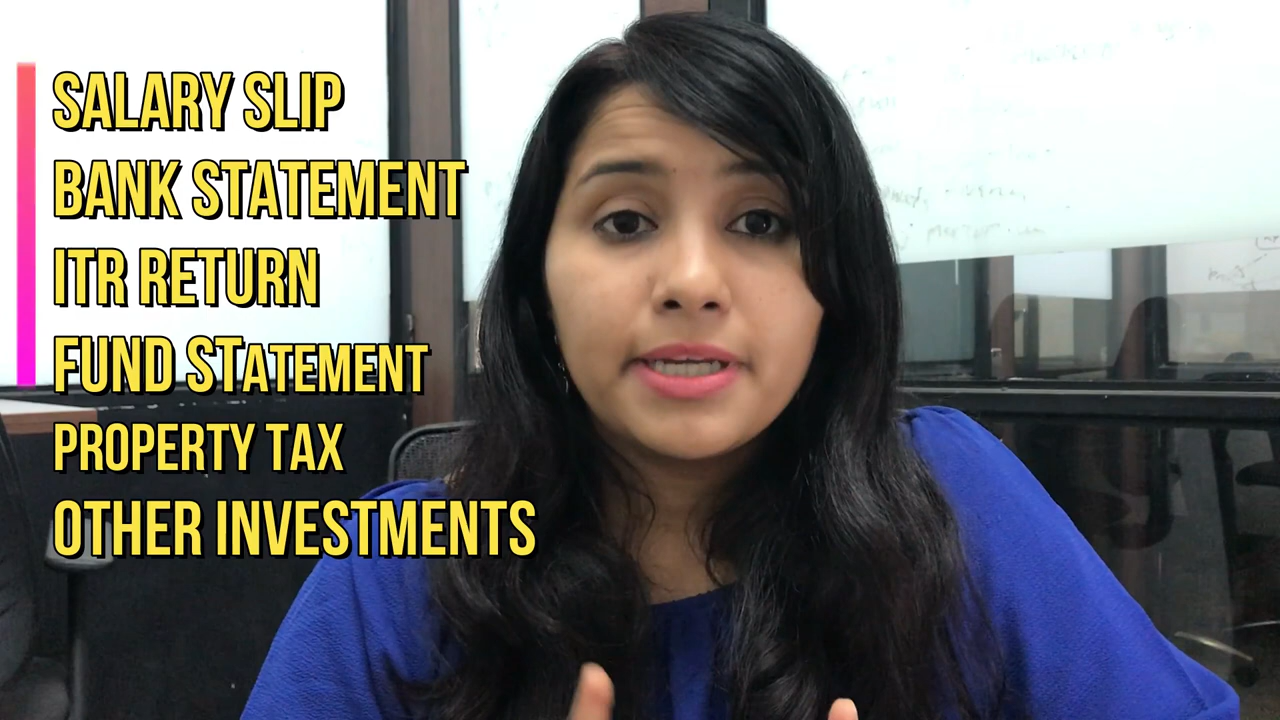 SALARY SLIP
BANK STATEMENT
ITR RETURN
FUND STATEMENT
PROPERTY TAX
OTHER INVESTMENTS